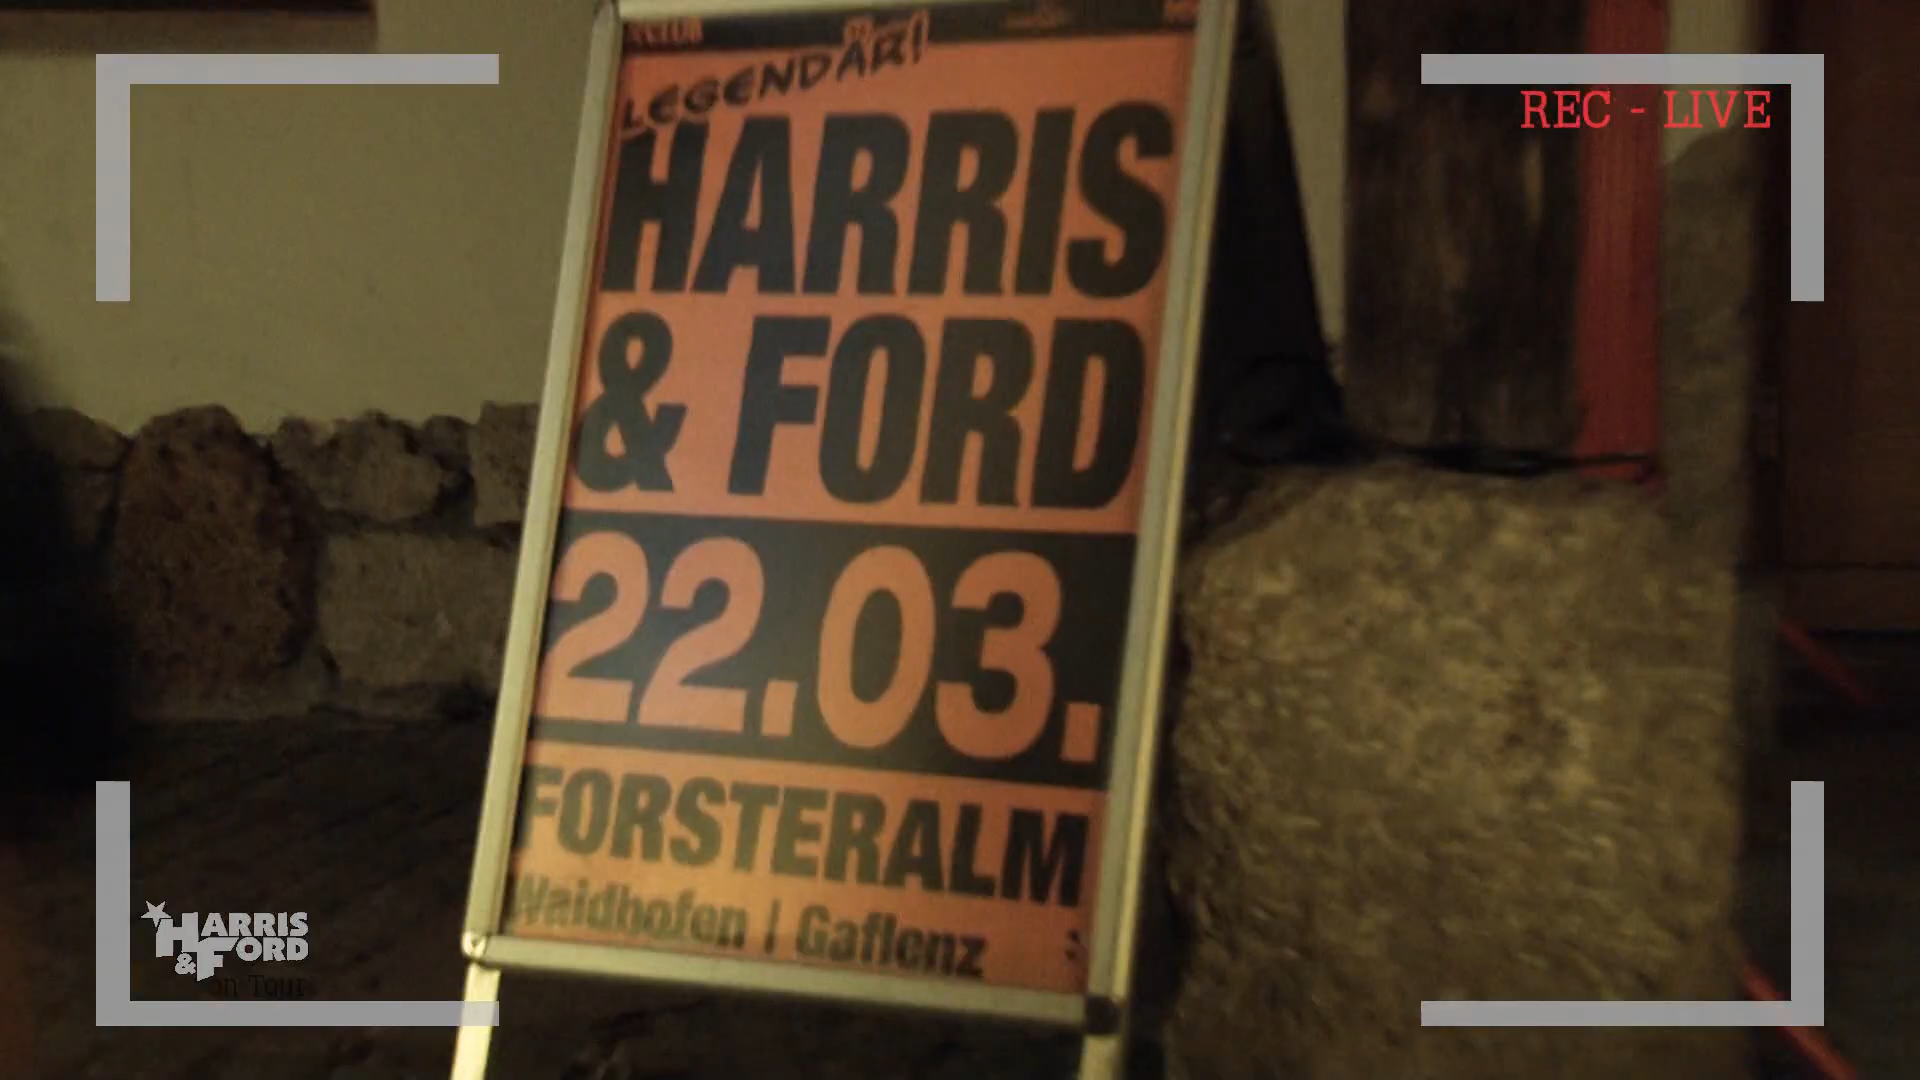 LEGENDÄR!
HARRIS
& FORD
22.03.
FORSTERALM
Waidhofen | Gaflenz
REC - LIVE
HARRIS
& FORD
on Tour